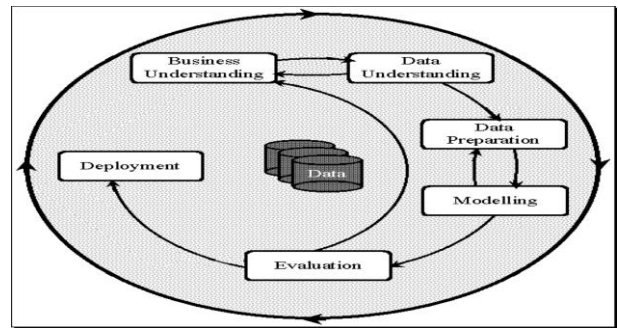 Business
Understanding
Data
Understanding
Data
Preparation
Deployment
Data
Modelling
Evaluation